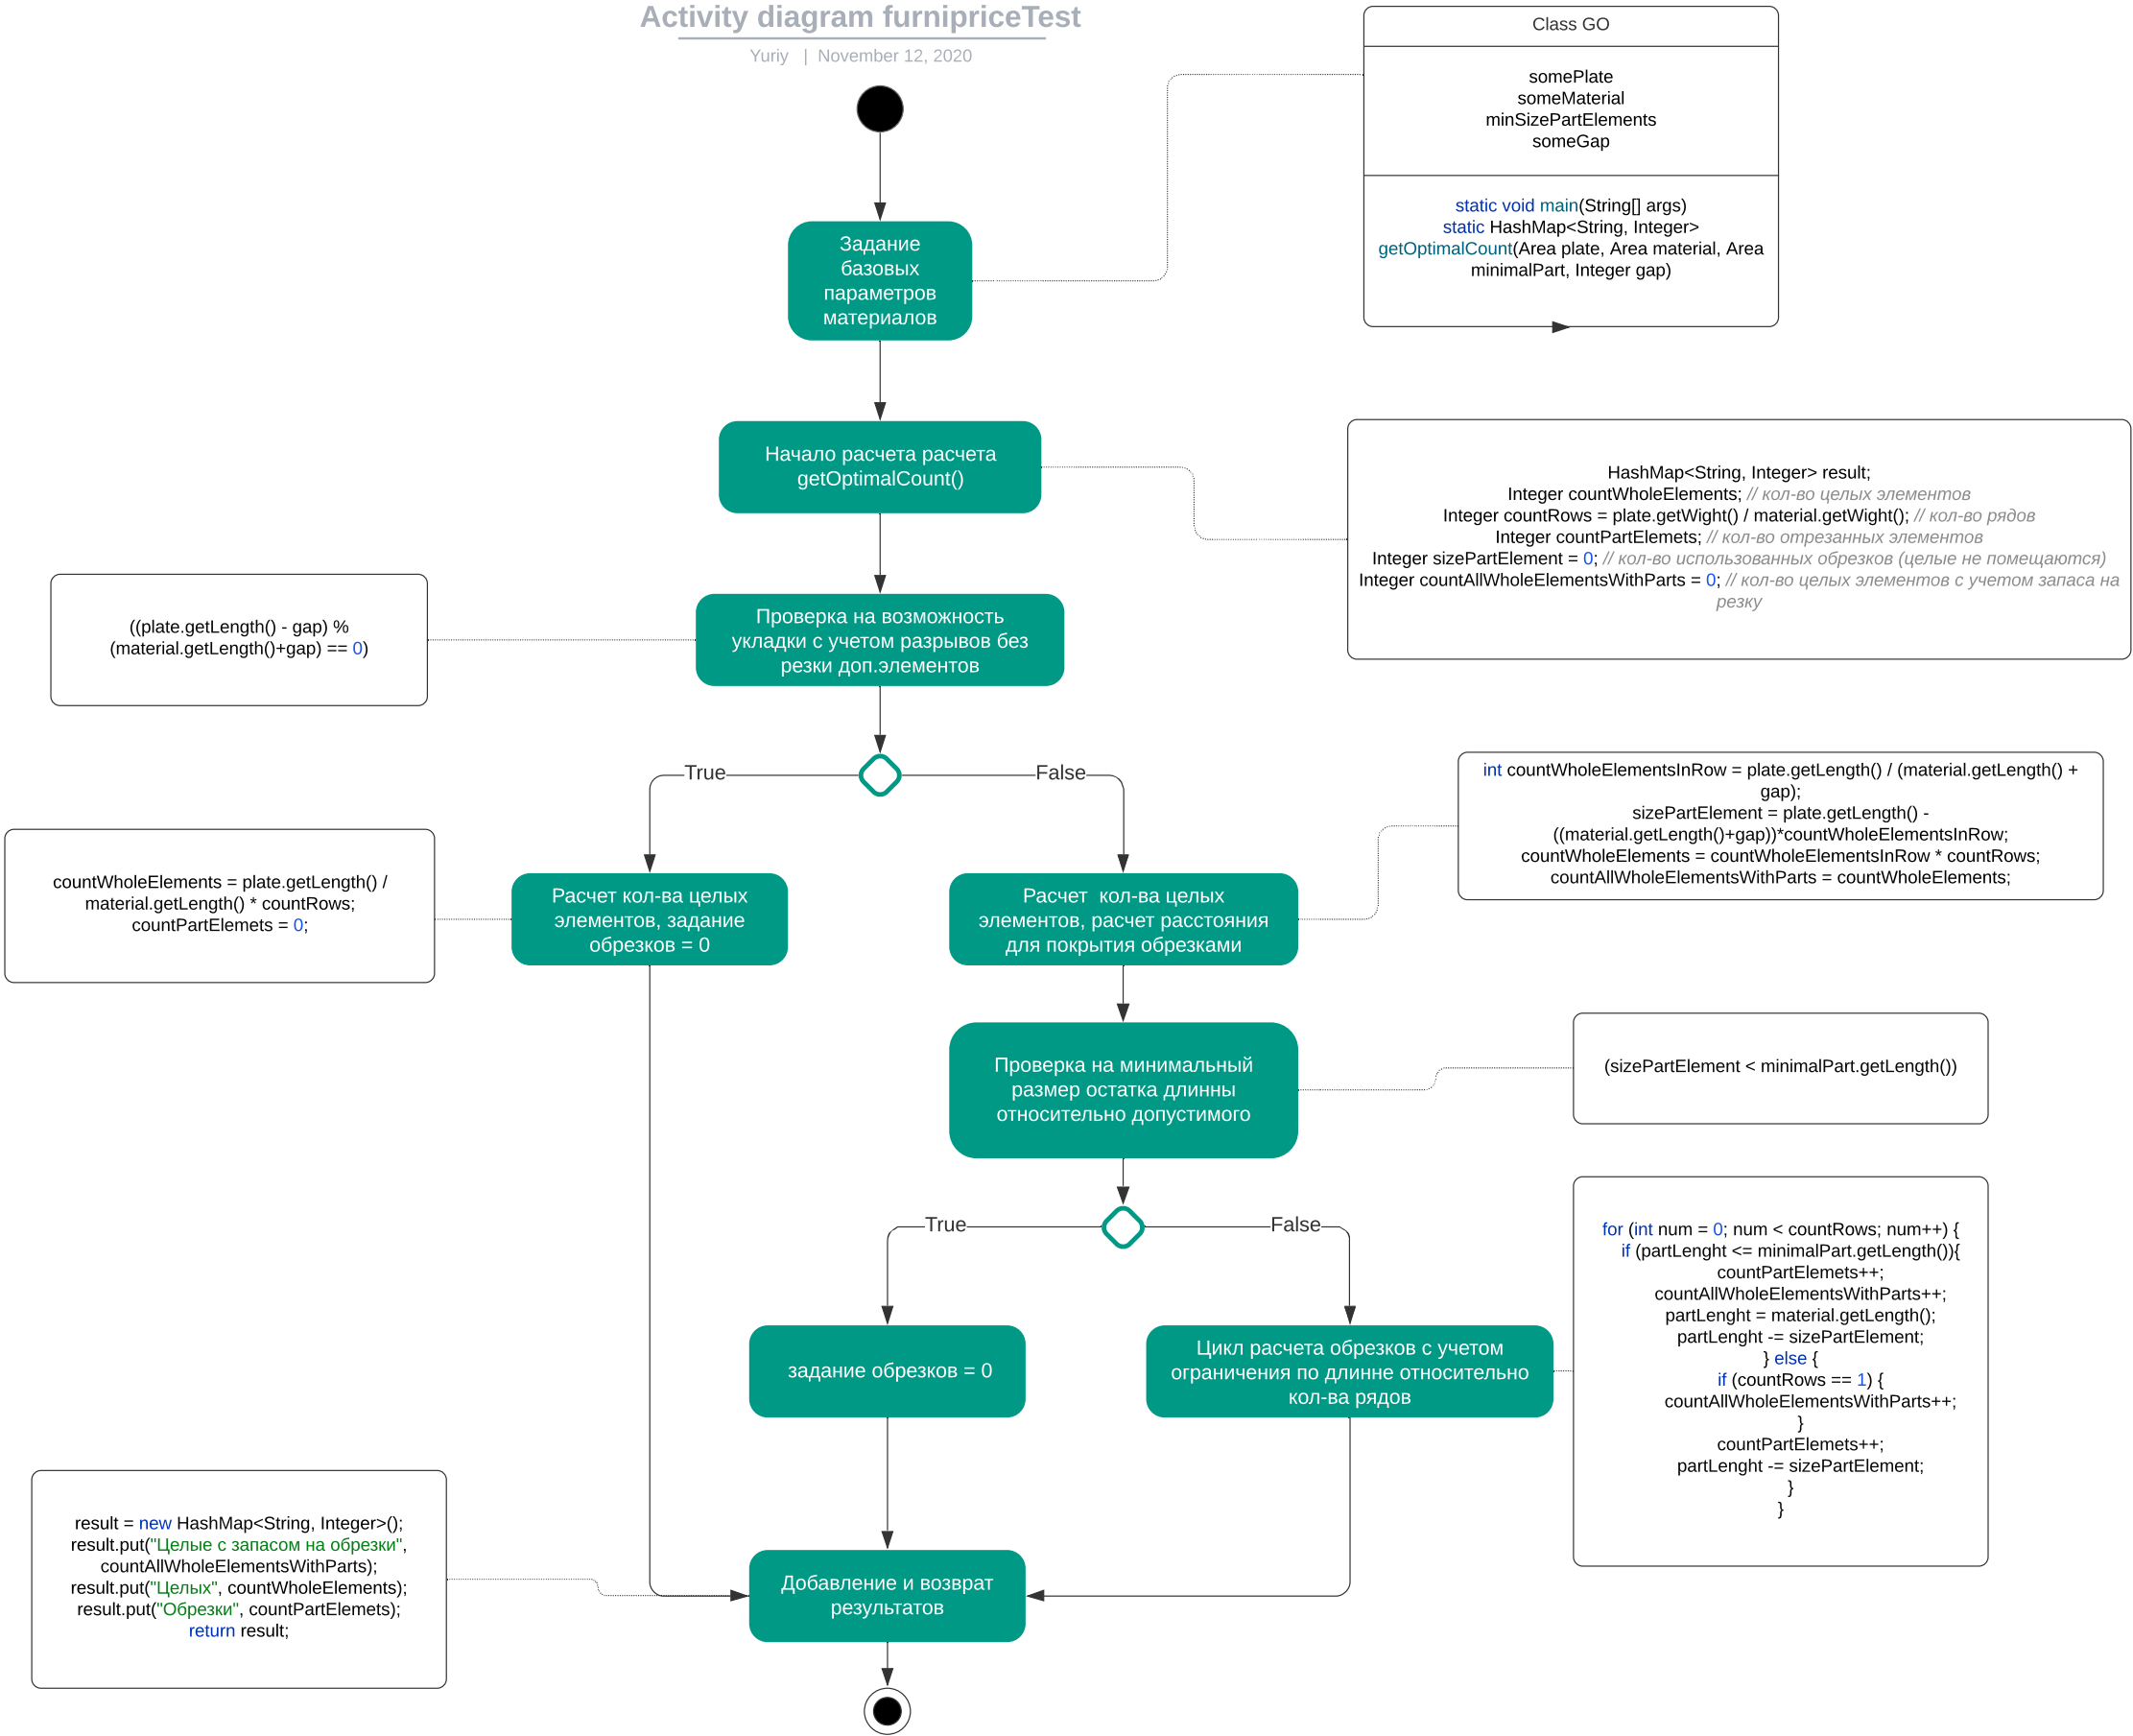 Activity diagram furnipriceTest
Yuriy | November 12, 2020
Class GO
somePlate
someMaterial
minSizePartElements
someGap
static void main(String[] args)
static HashMap<String, Integer>
getOptimalCount(Area plate, Area material, Area
minimalPart, Integer gap)
Задание
базовых
параметров
материалов
Начало расчета расчета
getOptimalCount()
HashMap<String, Integer> result;
Integer countWholeElements; // кол-во целых элементов
Integer countRows = plate.getWight() / material.getWight(); // кол-во рядов
Integer countPartElemets; // кол-во отрезанных элементов
Integer sizePartElement = 0; // кол-во использованных обрезков (целые не помещаются)
Integer countAllWholeElementsWithParts = 0; // кол-во целых элементов с учетом запаса на
резку
((plate.getLength() - gap) %
(material.getLength()+gap) == 0)
Проверка на возможность
укладки с учетом разрывов без
резки доп.элементов
True
False
int countWholeElementsInRow = plate.getLength() / (material.getLength() +
gap);
sizePartElement = plate.getLength() -
((material.getLength()+gap))*countWholeElementsInRow;
countWholeElements = countWholeElementsInRow * countRows;
countAllWholeElementsWithParts = countWholeElements;
countWholeElements = plate.getLength() /
material.getLength() * countRows;
countPartElemets = 0;
Расчет кол-ва целых
элементов, задание
обрезков = 0
Расчет  кол-ва целых
элементов, расчет расстояния
для покрытия обрезками
Проверка на минимальный
размер остатка длинны
относительно допустимого
(sizePartElement < minimalPart.getLength())
True
False
for (int num = 0; num < countRows; num++) {
if (partLenght <= minimalPart.getLength()){
countPartElemets++;
countAllWholeElementsWithParts++;
partLenght = material.getLength();
partLenght -= sizePartElement;
} else {
if (countRows == 1) {
countAllWholeElementsWithParts++;
}
countPartElemets++;
partLenght -= sizePartElement;
}
}
задание обрезков = 0
Цикл расчета обрезков с учетом
ограничения по длинне относительно
кол-ва рядов
result = new HashMap<String, Integer>();
result.put("Целые с запасом на обрезки",
countAllWholeElementsWithParts);
result.put("Целых", countWholeElements);
result.put("Обрезки", countPartElemets);
return result;
Добавление и возврат
результатов